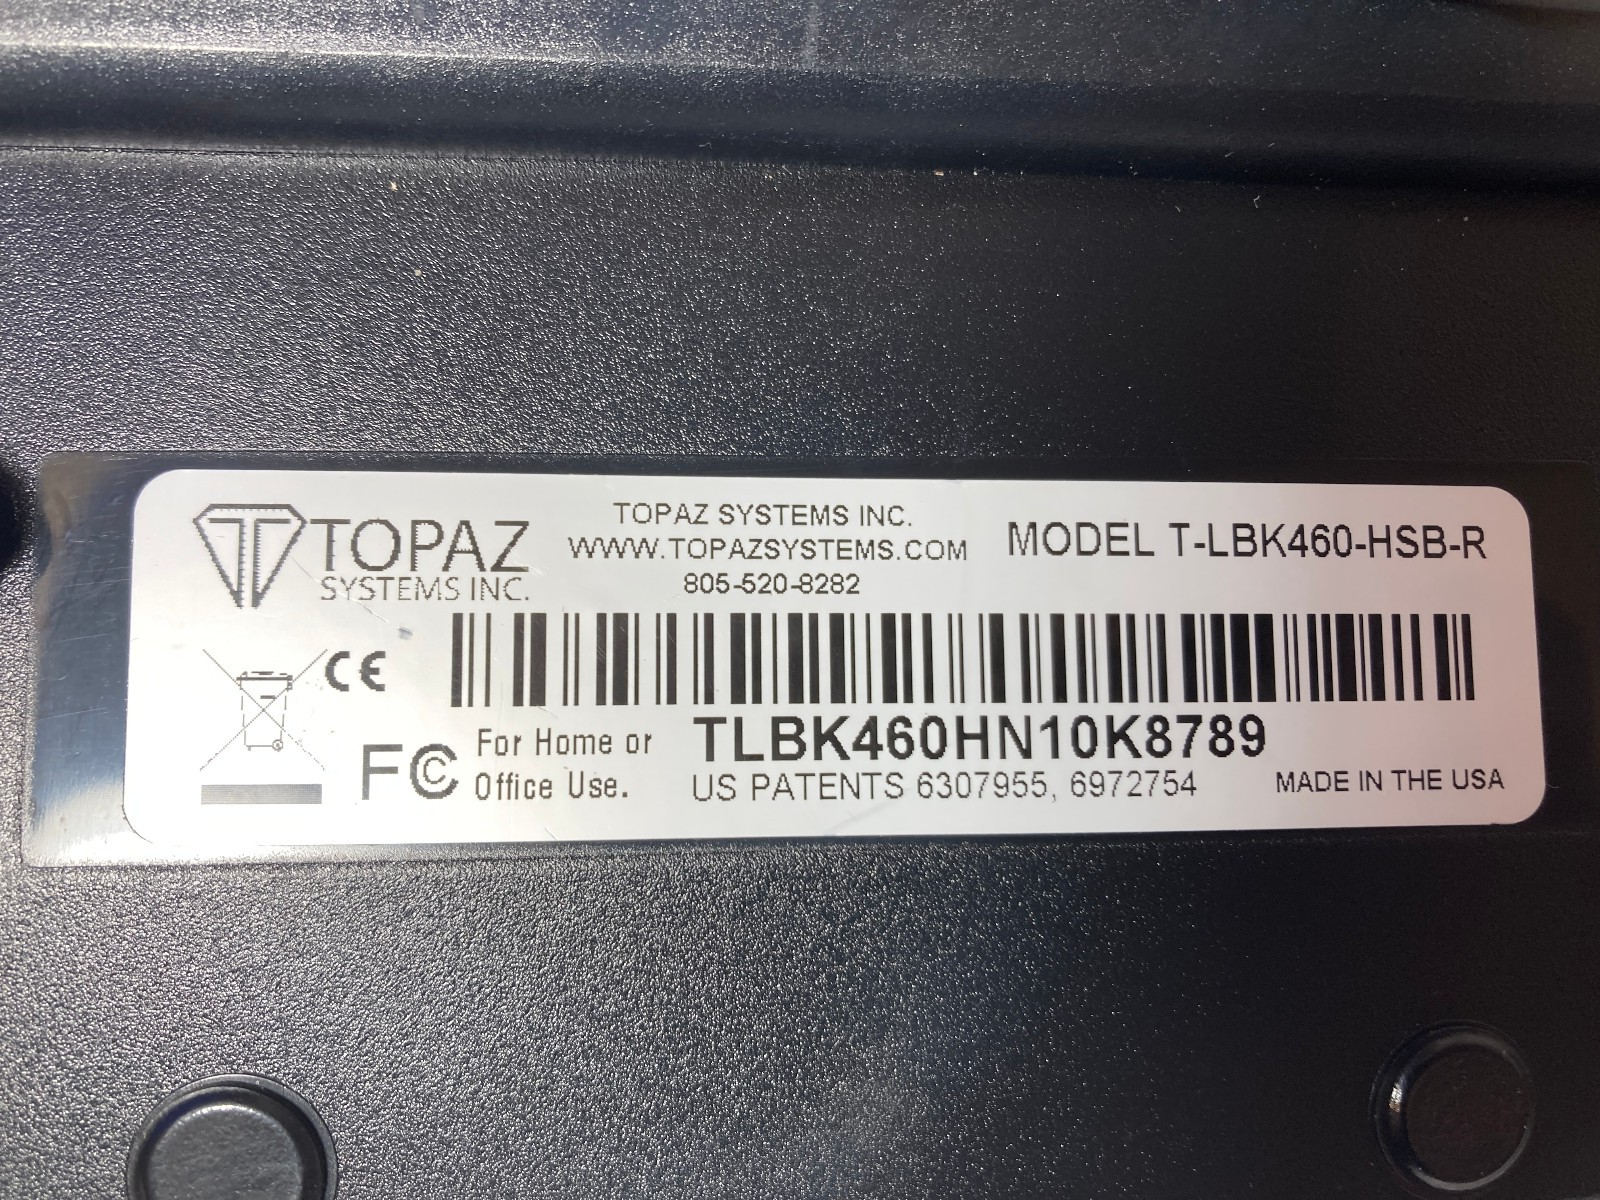 TOPAZ
SYSTEMS INC.
TOPAZ SYSTEMS INC.
WWW.TOPAZSYSTEMS.COM
805-520-8282
MODEL T-LBK460-HSB-R
CE
FC For Home or
Office Use.
TLBK460HN10K8789
US PATENTS 6307955, 6972754
MADE IN THE USA